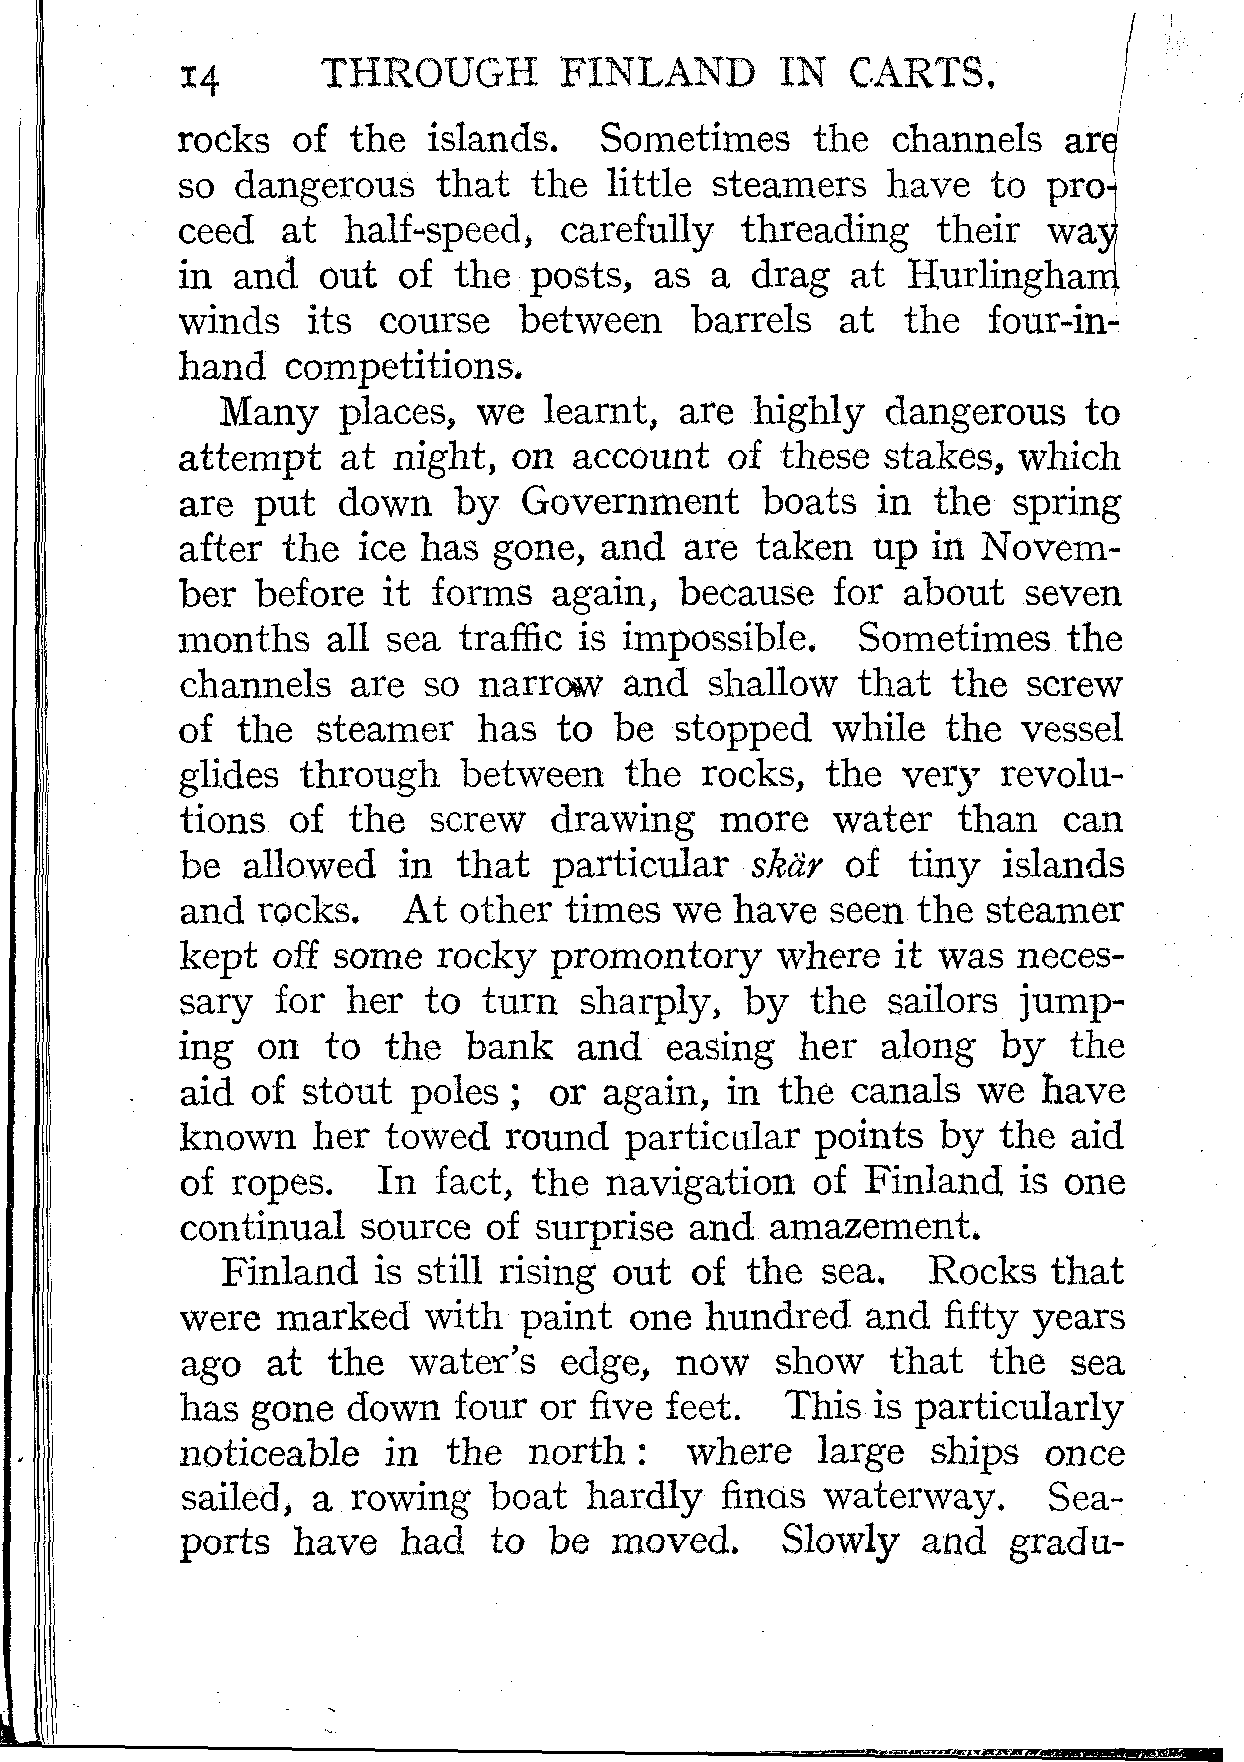 14 THROUGH FINLAND IN CARTS.
rocks of the islands. Sometimes the channels are
so dangerous that the little steamers have to pro-
ceed at half-speed, carefully threading their way
in and out of the posts, as a drag at Hurlingham
winds its course between barrels at the four-in-
hand competitions.
Many places, we learnt, are highly dangerous to
attempt at night, on account of these stakes, which
are put down by Government boats in the spring
after the ice has gone, and are taken up in Novem-
ber before it forms again, because for about seven
months all sea traffic is impossible. Sometimes the
channels are so narrow and shallow that the screw
of the steamer has to be stopped while the vessel
glides through between the rocks, the very revolu-
tions of the screw drawing more water than can
be allowed in that particular skär of tiny islands
and rocks. At other times we have seen the steamer
kept off some rocky promontory where it was neces-
sary for her to turn sharply, by the sailors jump-
ing on to the bank and easing her along by the
aid of stout poles ; or again, in the canals we have
known her towed round particular points by the aid
of ropes. In fact, the navigation of Finland is one
continual source of surprise and amazement.
Finland is still rising out of the sea. Rocks that
were marked with paint one hundred and fifty years
ago at the water's edge, now show that the sea
has gone down four or five feet. This is particularly
noticeable in the north : where large ships once
sailed, a rowing boat hardly finds waterway. Sea-
ports have had to be moved. Slowly and gradu-